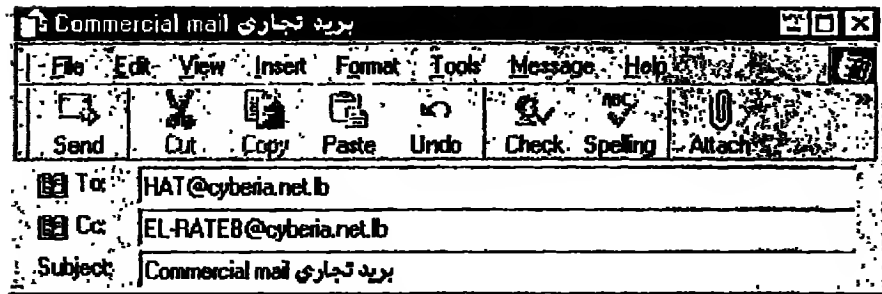 Commercial mail بريد تجاري
File Edit View Insert Format Tools Message Help
Send Cut Copy Paste Undo Check Spelling Attach
To: HAT@cyberia.net.lb
Cc: EL-RATEB@cyberia.net.lb
Subject: Commercial mail بريد تجاري